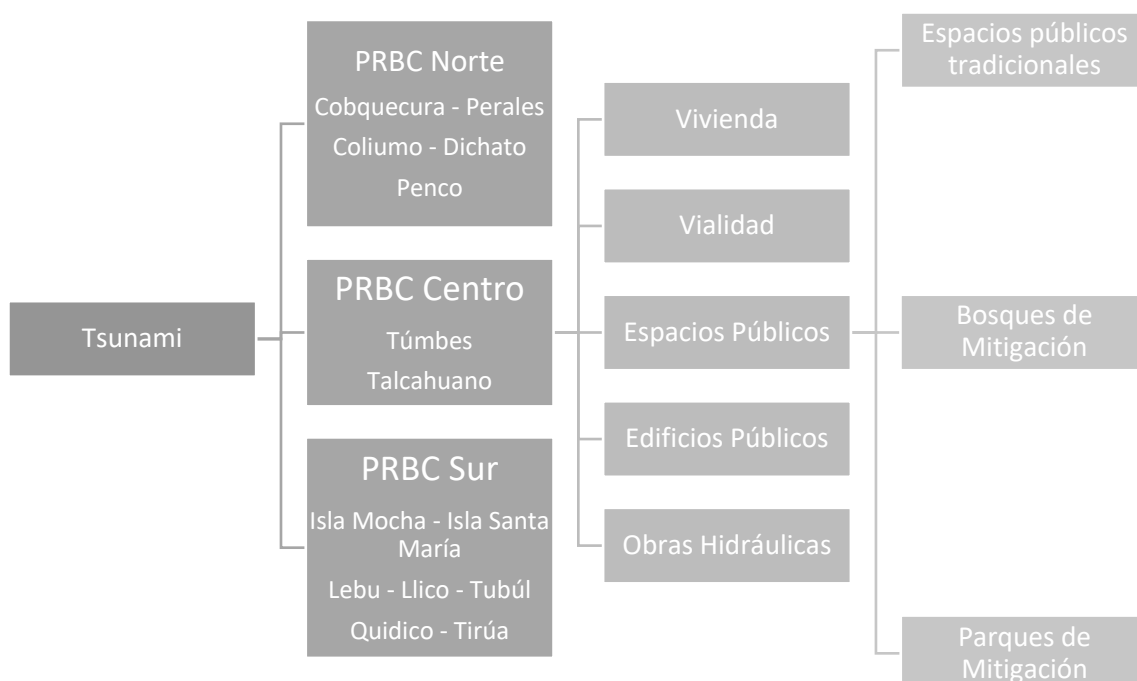 Tsunami
PRBC Norte
Cobquecura - Perales
Coliumo - Dichato
Penco
PRBC Centro
Túmbes
Talcahuano
PRBC Sur
Isla Mocha - Isla Santa
María
Lebu - Llico - Tubúl
Quidico - Tirúa
Vivienda
Vialidad
Espacios Públicos
Edificios Públicos
Obras Hidráulicas
Espacios públicos
tradicionales
Bosques de
Mitigación
Parques de
Mitigación